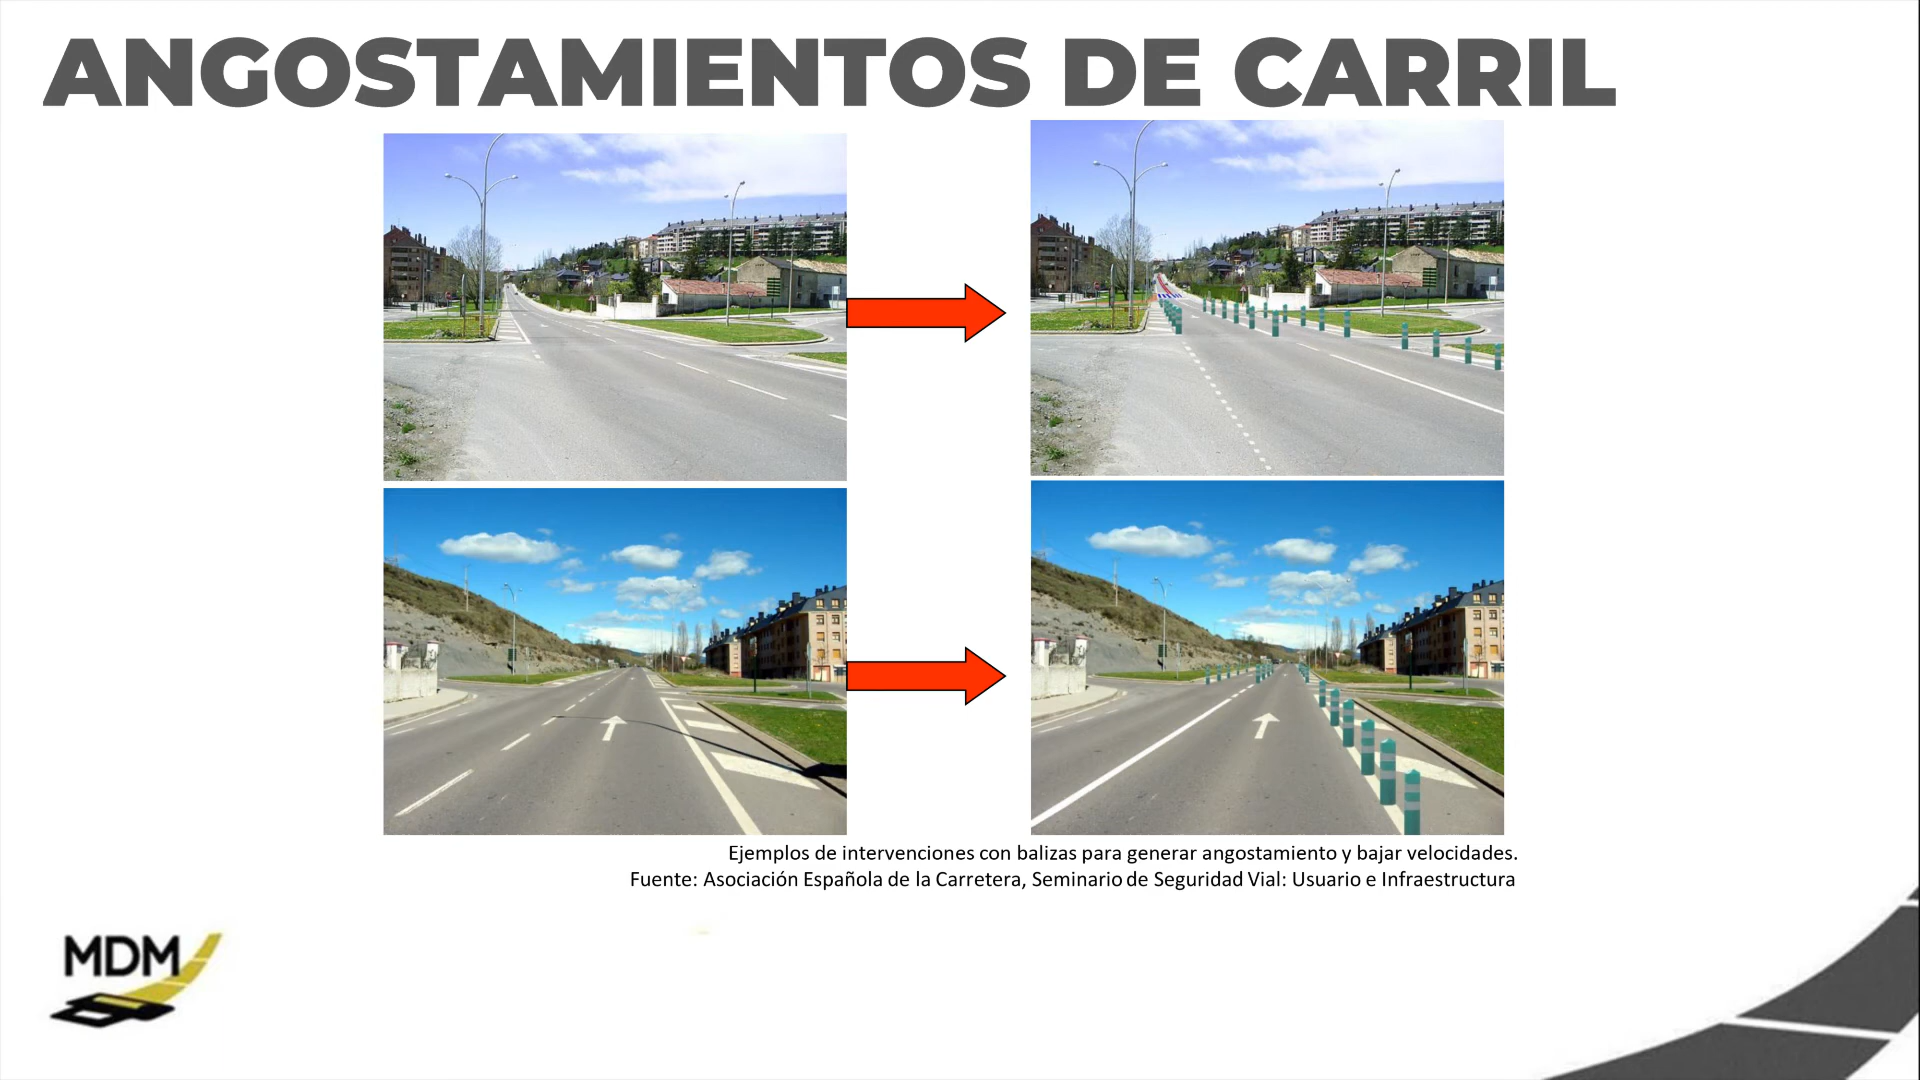 ANGOSTAMIENTOS DE CARRIL
Ejemplos de intervenciones con balizas para generar angostamiento y bajar velocidades.
Fuente: Asociación Española de la Carretera, Seminario de Seguridad Vial: Usuario e Infraestructura
MDM